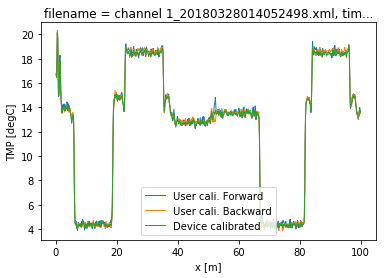 filename = channel 1_20180328014052498.xml, tim...
TMP [degC]
20
18
16
14
12
10
8
6
4
User cali. Forward
User cali. Backward
Device calibrated
0 20 40 60 80 100
x [m]